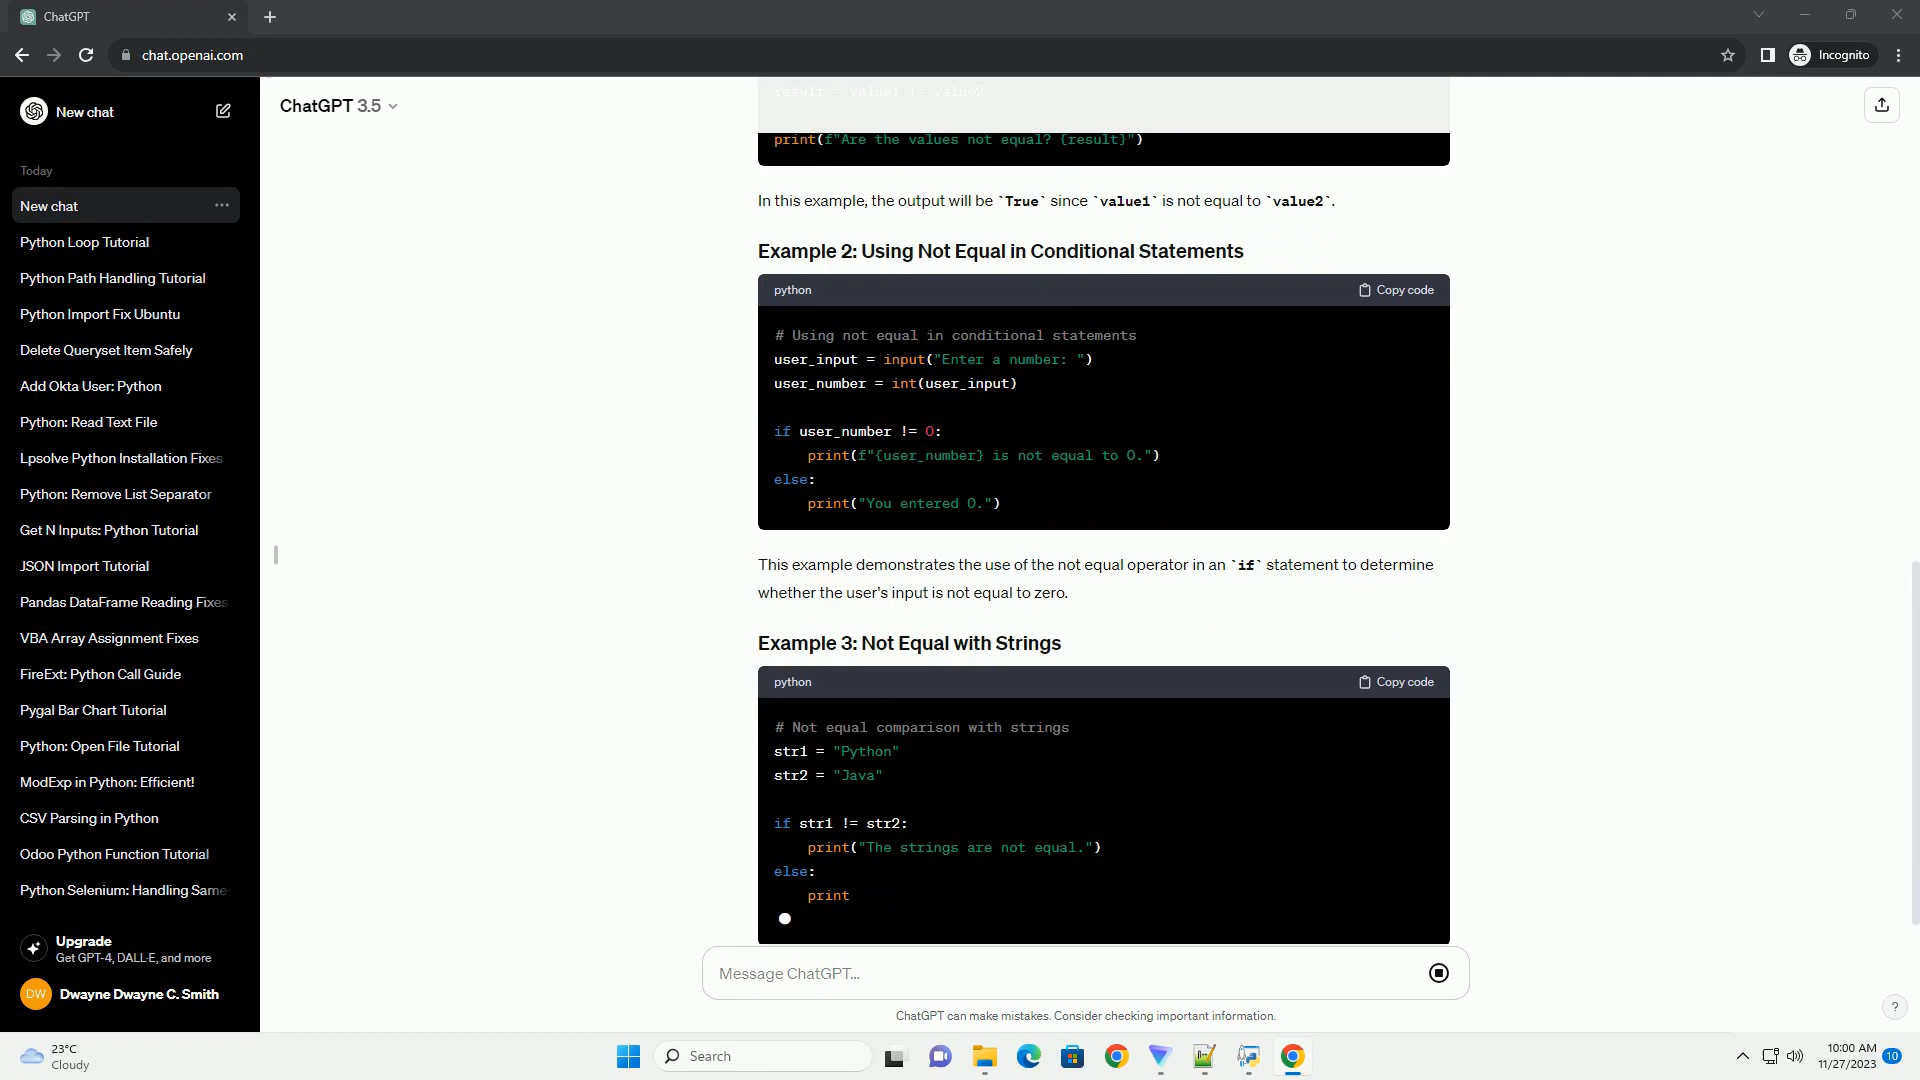 ChatGPT
chat.openai.com
Incognito
New chat
ChatGPT 3.5
Today
New chat
Python Loop Tutorial
Python Path Handling Tutorial
Python Import Fix Ubuntu
Delete Queryset Item Safely
Add Okta User: Python
Python: Read Text File
Lpsolve Python Installation Fixes
Python: Remove List Separator
Get N Inputs: Python Tutorial
JSON Import Tutorial
Pandas DataFrame Reading Fixes
VBA Array Assignment Fixes
FireExt: Python Call Guide
Pygal Bar Chart Tutorial
Python: Open File Tutorial
ModExp in Python: Efficient!
CSV Parsing in Python
Odoo Python Function Tutorial
Python Selenium: Handling Same
Upgrade
Get GPT-4, DALL·E, and more
DW
Dwayne Dwayne C. Smith
result = value1 != value2
print(f"Are the values not equal? {result}")
In this example, the output will be `True` since `value1` is not equal to `value2`.
Example 2: Using Not Equal in Conditional Statements
python
Copy code
# Using not equal in conditional statements
user_input = input("Enter a number: ")
user_number = int(user_input)
if user_number != 0:
print(f"{user_number} is not equal to 0.")
else:
print("You entered 0.")
This example demonstrates the use of the not equal operator in an `if` statement to determine
whether the user's input is not equal to zero.
Example 3: Not Equal with Strings
python
Copy code
# Not equal comparison with strings
str1 = "Python"
str2 = "Java"
if str1 != str2:
print("The strings are not equal.")
else:
print
Message ChatGPT...
ChatGPT can make mistakes. Consider checking important information.
?
23°C
Cloudy
Search
10:00 AM
11/27/2023
10